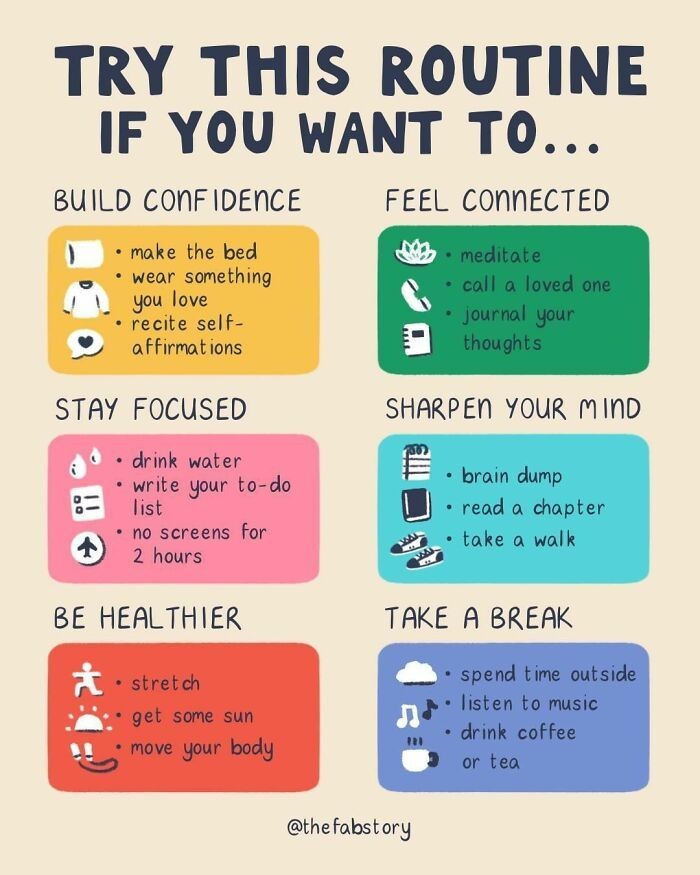 TRY THIS ROUTINE
IF YOU WANT TO...
BUILD CONFIDENCE
• make the bed
• wear something
you love
• recite self-
affirmations
FEEL CONNECTED
• meditate
• call a loved one
• journal your
thoughts
STAY FOCUSED
• drink water
• write your to-do
list
• no screens for
2 hours
SHARPEN YOUR MIND
• brain dump
• read a chapter
• take a walk
BE HEALTHIER
• stretch
• get some sun
• move your body
TAKE A BREAK
• spend time outside
• listen to music
• drink coffee
or tea
@thefabstory